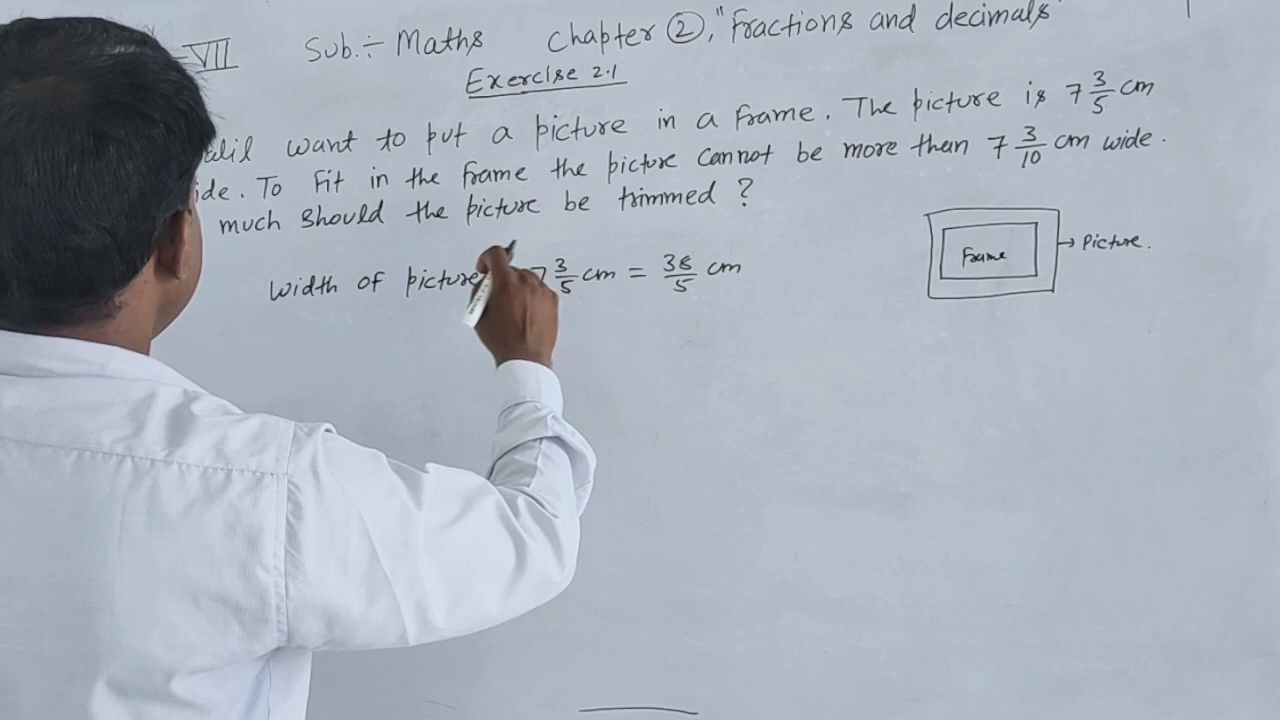 -VII Sub.÷ Maths Chapter ②, "Fractions and decimals"
Exercise 2.1
alil want to put a picture in a frame. The picture is 7 3/5 cm
ide. To Fit in the frame the picture cannot be more then 7 3/10 cm wide.
much should the picture be trimmed ?
Frame → Picture.
width of picture 7 3/5 cm = 38/5 cm